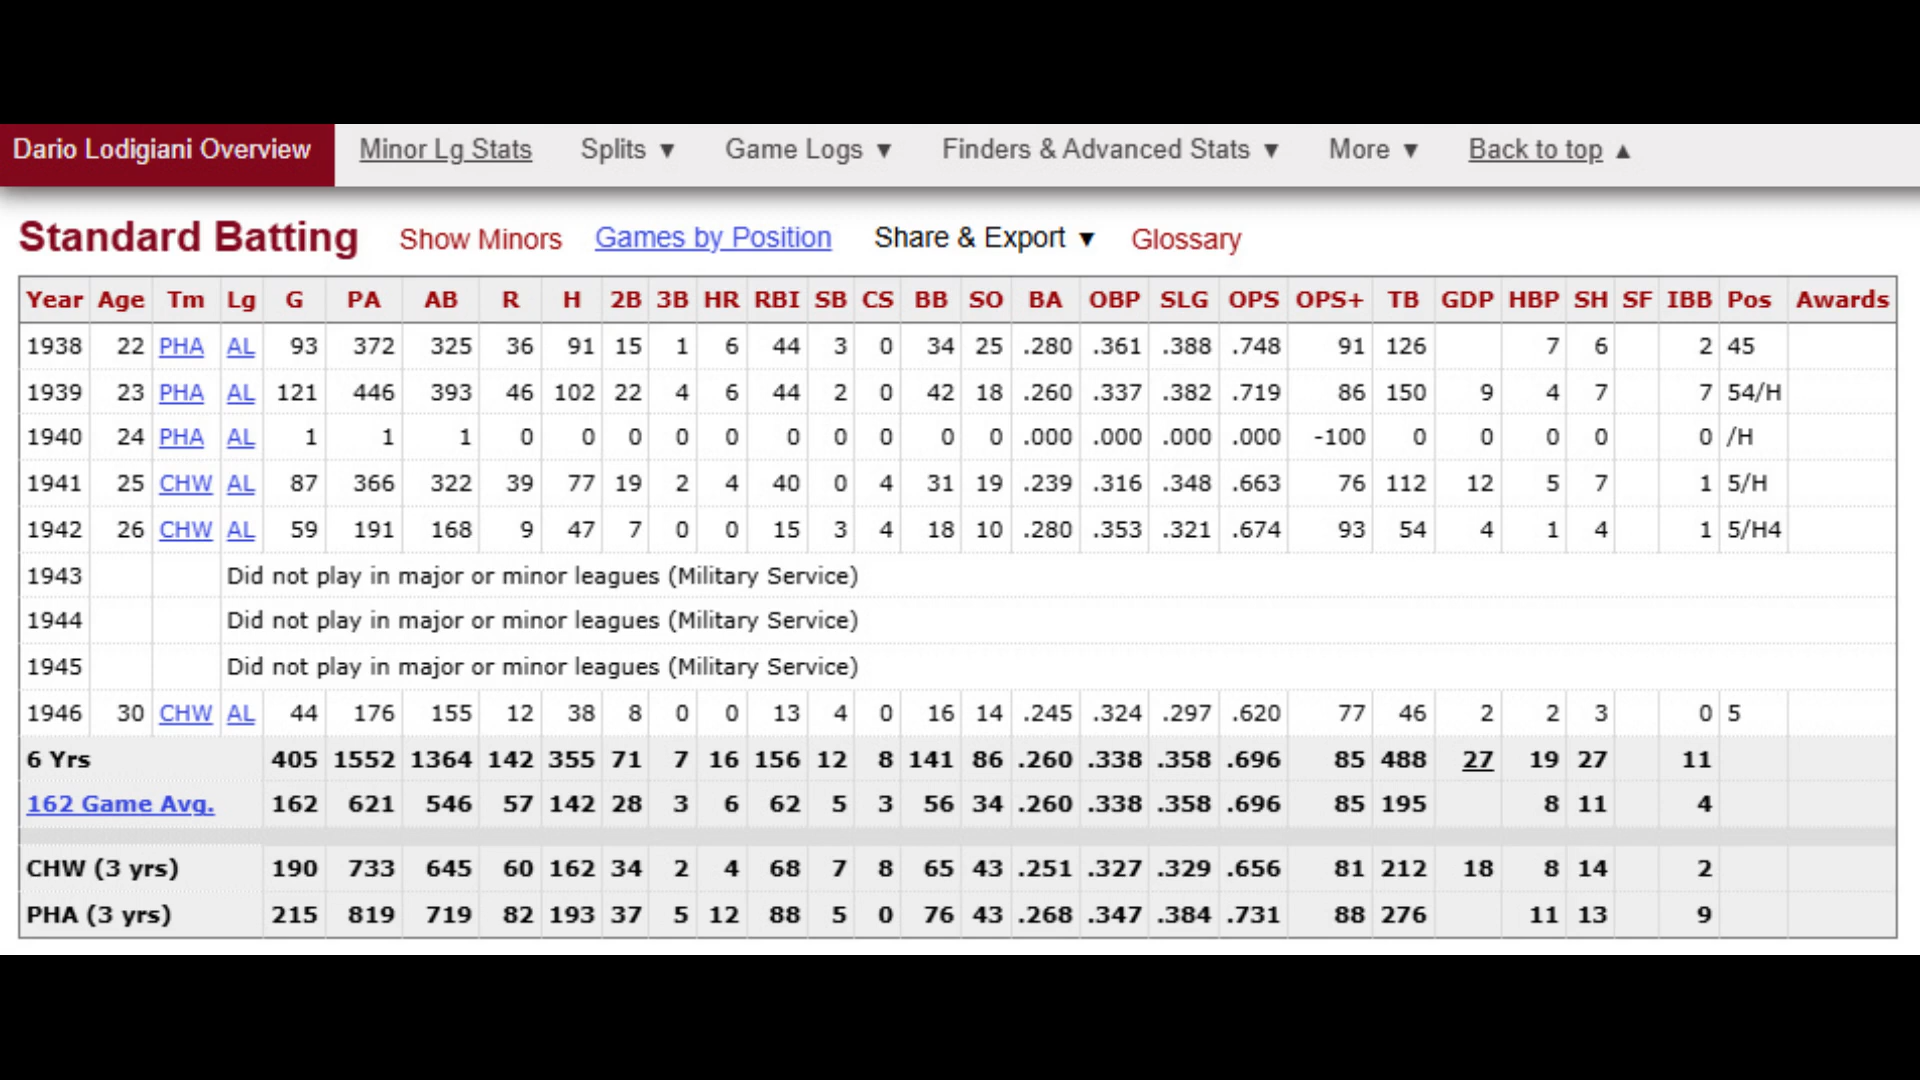 Dario Lodigiani Overview Minor Lg Stats Splits ▼ Game Logs ▼ Finders & Advanced Stats ▼ More ▼ Back to top ▲
Standard Batting Show Minors Games by Position Share & Export ▼ Glossary
Year Age Tm Lg G PA AB R H 2B 3B HR RBI SB CS BB SO BA OBP SLG OPS OPS+ TB GDP HBP SH SF IBB Pos Awards
1938 22 PHA AL 93 372 325 36 91 15 1 6 44 3 0 34 25 .280 .361 .388 .748 91 126 7 6 2 45
1939 23 PHA AL 121 446 393 46 102 22 4 6 44 2 0 42 18 .260 .337 .382 .719 86 150 9 4 7 7 54/H
1940 24 PHA AL 1 1 1 0 0 0 0 0 0 0 0 0 0 .000 .000 .000 .000 -100 0 0 0 0 0 /H
1941 25 CHW AL 87 366 322 39 77 19 2 4 40 0 4 31 19 .239 .316 .348 .663 76 112 12 5 7 1 5/H
1942 26 CHW AL 59 191 168 9 47 7 0 0 15 3 4 18 10 .280 .353 .321 .674 93 54 4 1 4 1 5/H4
1943 Did not play in major or minor leagues (Military Service)
1944 Did not play in major or minor leagues (Military Service)
1945 Did not play in major or minor leagues (Military Service)
1946 30 CHW AL 44 176 155 12 38 8 0 0 13 4 0 16 14 .245 .324 .297 .620 77 46 2 2 3 0 5
6 Yrs 405 1552 1364 142 355 71 7 16 156 12 8 141 86 .260 .338 .358 .696 85 488 27 19 27 11
162 Game Avg. 162 621 546 57 142 28 3 6 62 5 3 56 34 .260 .338 .358 .696 85 195 8 11 4
CHW (3 yrs) 190 733 645 60 162 34 2 4 68 7 8 65 43 .251 .327 .329 .656 81 212 18 8 14 2
PHA (3 yrs) 215 819 719 82 193 37 5 12 88 5 0 76 43 .268 .347 .384 .731 88 276 11 13 9